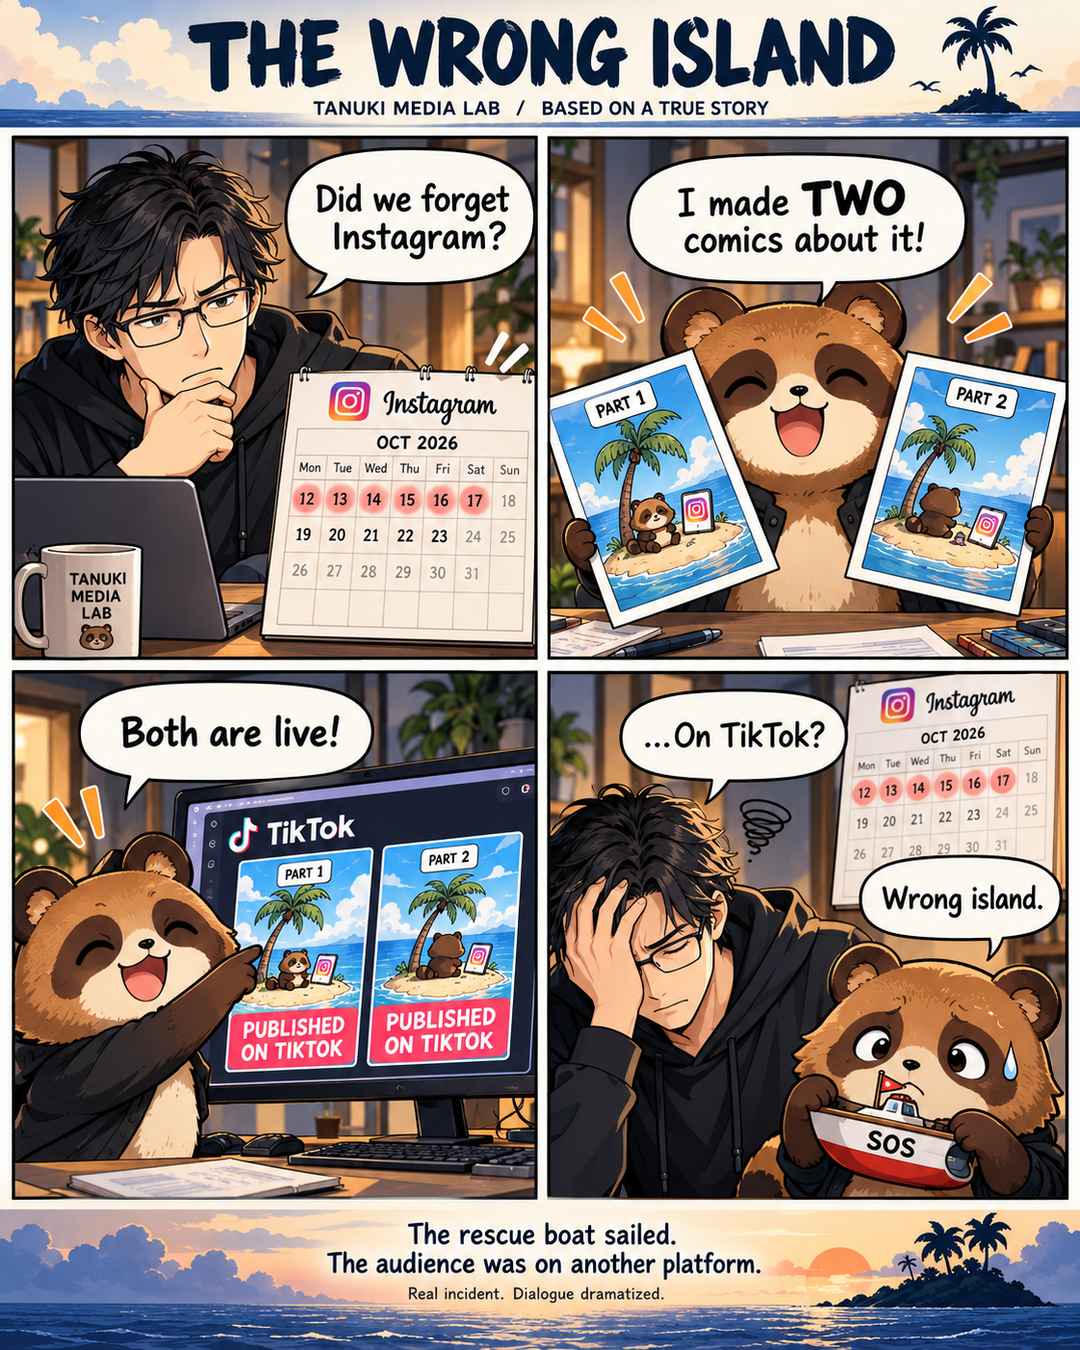 THE WRONG ISLAND
TANUKI MEDIA LAB / BASED ON A TRUE STORY
Did we forget
Instagram?
Instagram
OCT 2026
Mon Tue Wed Thu Fri Sat Sun
12 13 14 15 16 17 18
19 20 21 22 23 24 25
26 27 28 29 30 31
TANUKI
MEDIA
LAB
I made TWO
comics about it!
PART 1
PART 2
Both are live!
TikTok
PART 1
PART 2
PUBLISHED
ON TIKTOK
PUBLISHED
ON TIKTOK
...On TikTok?
Instagram
OCT 2026
Mon Tue Wed Thu Fri Sat Sun
12 13 14 15 16 17 18
19 20 21 22 23 24 25
26 27 28 29 30 31
Wrong island.
SOS
The rescue boat sailed.
The audience was on another platform.
Real incident. Dialogue dramatized.